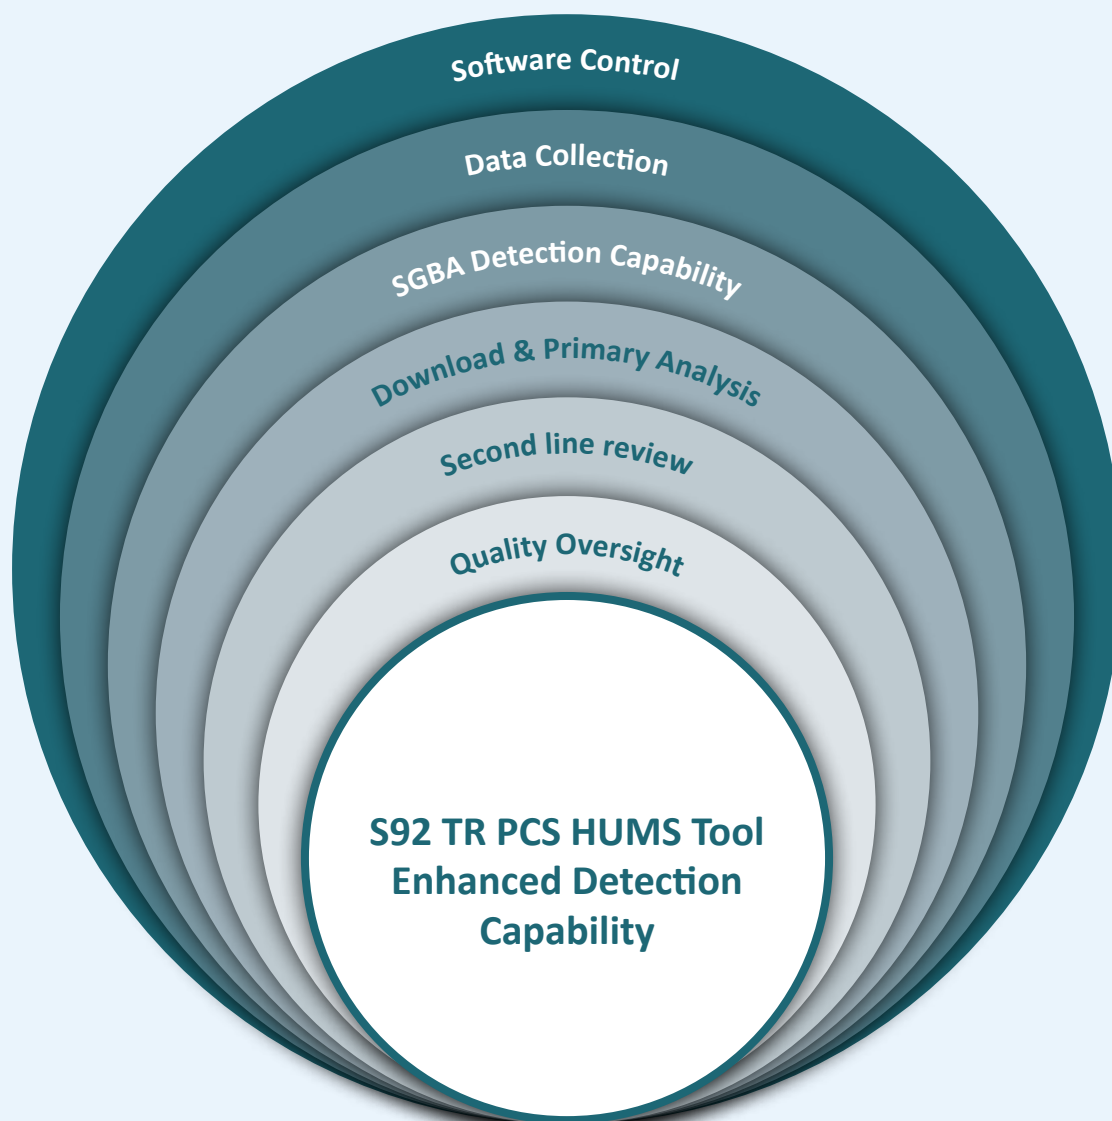 Software Control
Data Collection
SGBA Detection Capability
Download & Primary Analysis
Second line review
Quality Oversight
S92 TR PCS HUMS Tool
Enhanced Detection
Capability